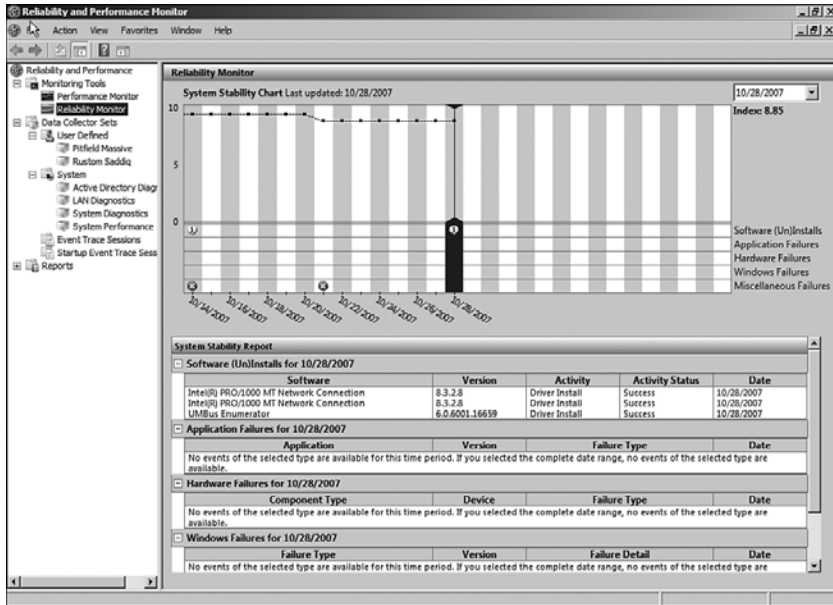 Reliability and Performance Monitor
Action View Favorites Window Help
Reliability and Performance
Monitoring Tools
Performance Monitor
Reliability Monitor
Data Collector Sets
User Defined
Pitfield Massive
Rustom Saddiq
System
Active Directory Diagr
LAN Diagnostics
System Diagnostics
System Performance
Event Trace Sessions
Startup Event Trace Sess
Reports
Reliability Monitor
System Stability Chart Last updated: 10/28/2007
10/28/2007
Index: 8.85
10
5
0
Software (Un)Installs
Application Failures
Hardware Failures
Windows Failures
Miscellaneous Failures
10/14/2007 10/16/2007 10/18/2007 10/20/2007 10/22/2007 10/24/2007 10/26/2007 10/28/2007
System Stability Report
Software (Un)Installs for 10/28/2007
Software Version Activity Activity Status Date
Intel(R) PRO/1000 MT Network Connection 8.3.2.8 Driver Install Success 10/28/2007
Intel(R) PRO/1000 MT Network Connection 8.3.2.8 Driver Install Success 10/28/2007
UMBus Enumerator 6.0.6001.16659 Driver Install Success 10/28/2007
Application Failures for 10/28/2007
Application Version Failure Type Date
No events of the selected type are available for this time period. If you selected the complete date range, no events of the selected type are
available.
Hardware Failures for 10/28/2007
Component Type Device Failure Type Date
No events of the selected type are available for this time period. If you selected the complete date range, no events of the selected type are
available.
Windows Failures for 10/28/2007
Failure Type Version Failure Detail Date
No events of the selected type are available for this time period. If you selected the complete date range, no events of the selected type are